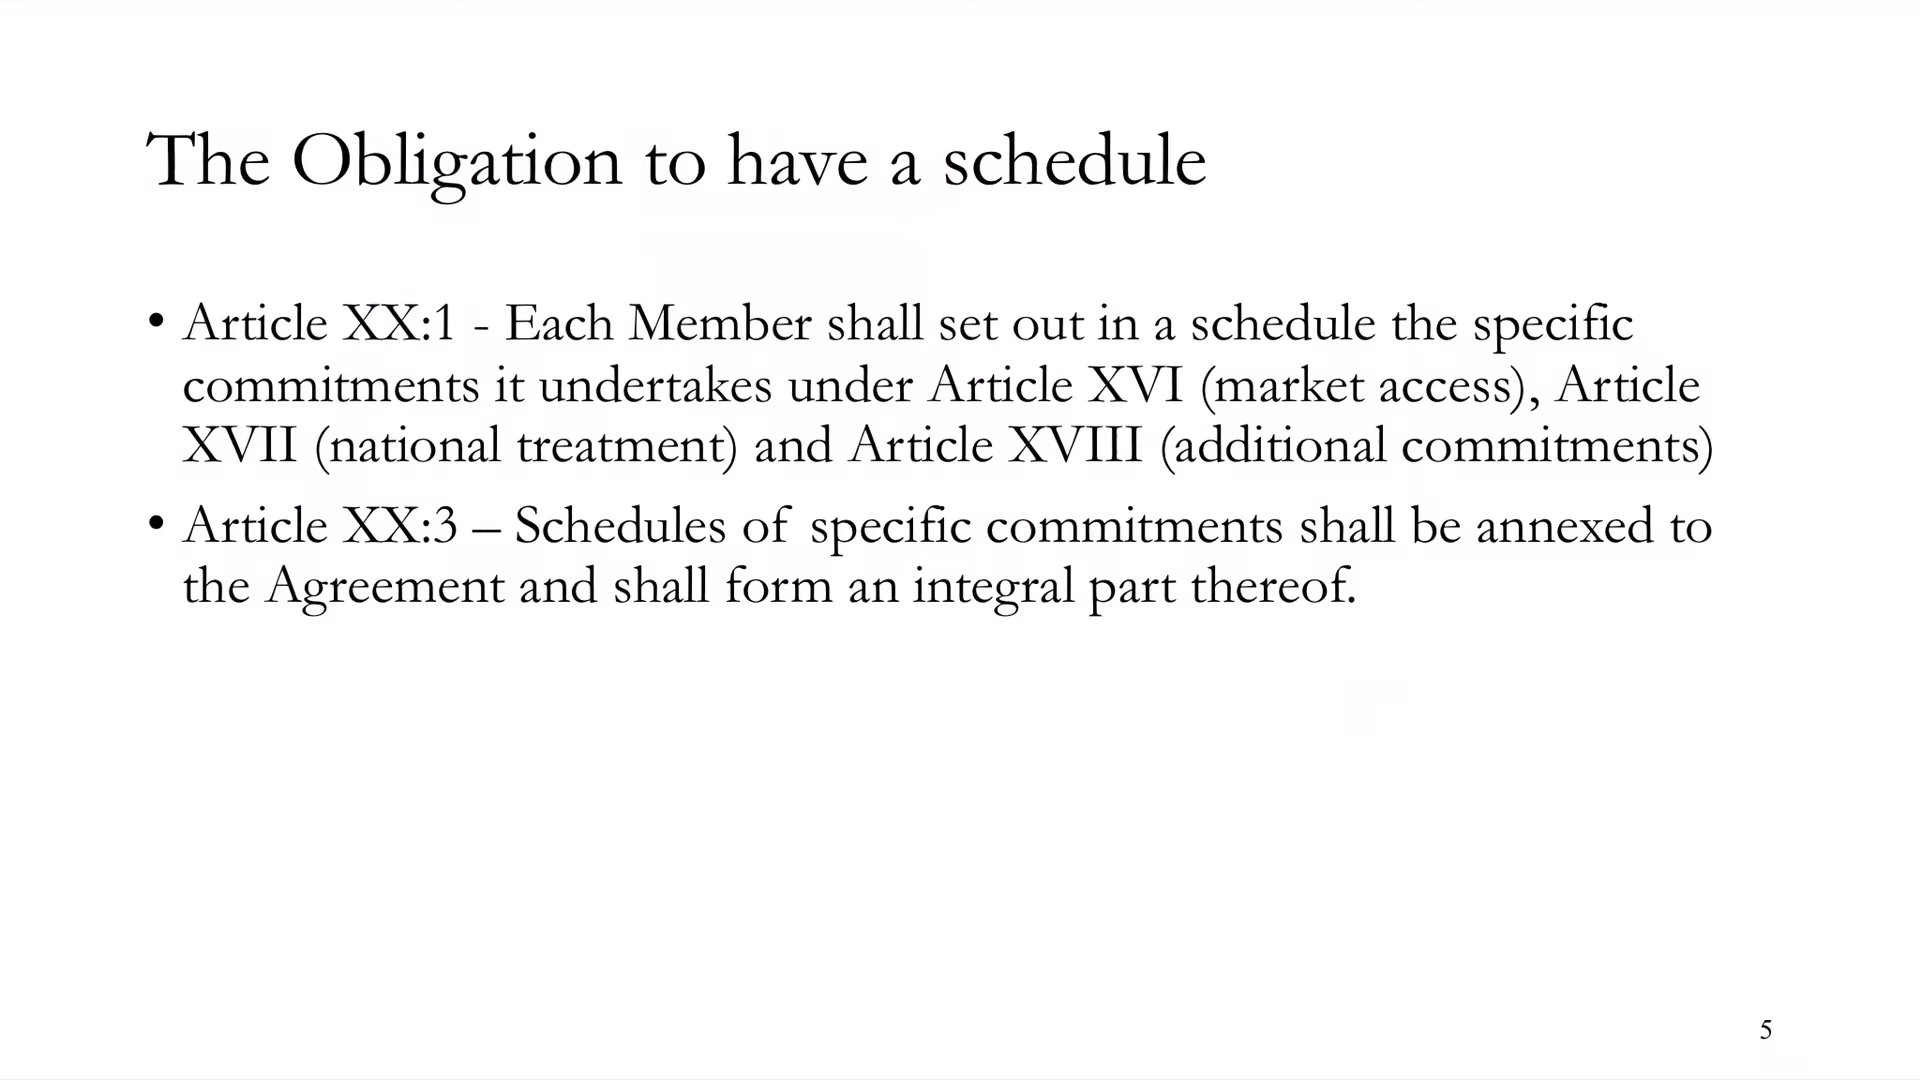 The Obligation to have a schedule
• Article XX:1 - Each Member shall set out in a schedule the specific
commitments it undertakes under Article XVI (market access), Article
XVII (national treatment) and Article XVIII (additional commitments)
• Article XX:3 – Schedules of specific commitments shall be annexed to
the Agreement and shall form an integral part thereof.
5